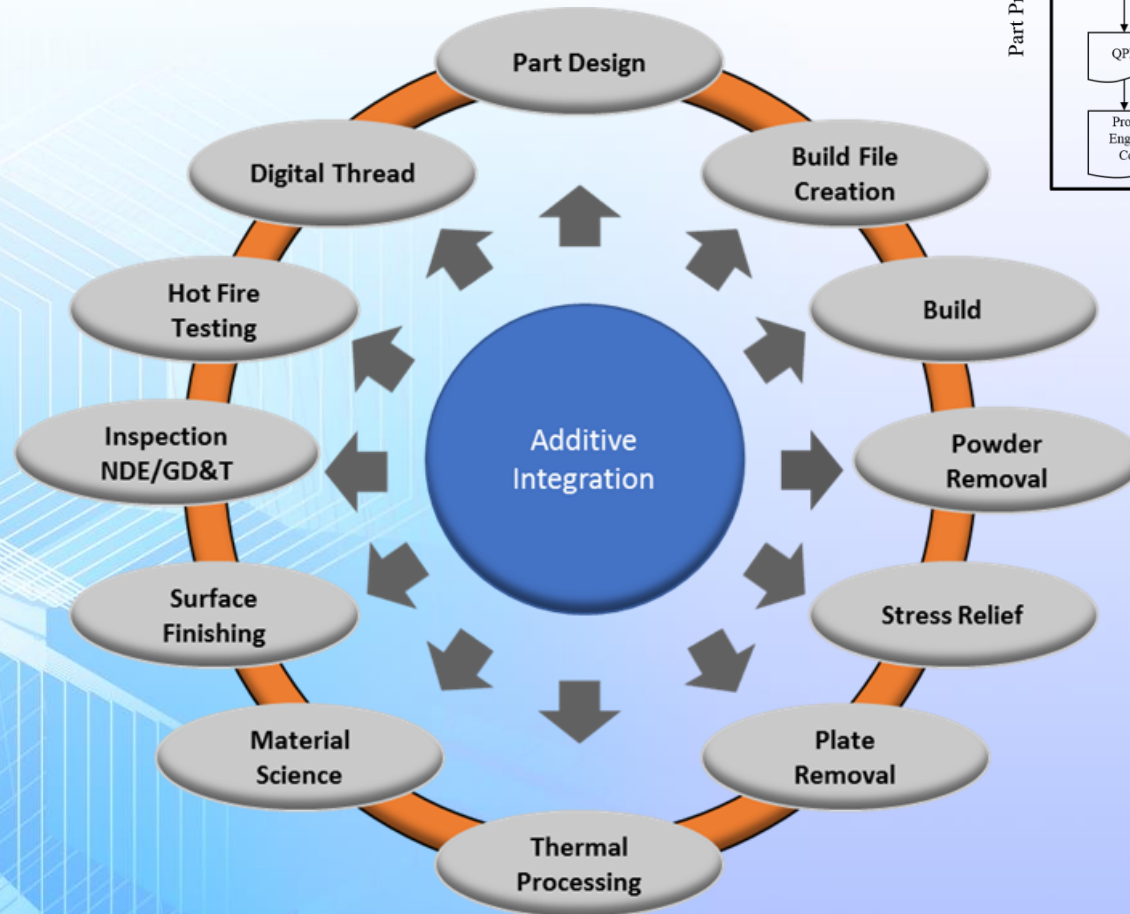 Part Design
Build File
Creation
Build
Powder
Removal
Stress Relief
Plate
Removal
Thermal
Processing
Material
Science
Surface
Finishing
Inspection
NDE/GD&T
Hot Fire
Testing
Digital Thread
Additive
Integration
Part